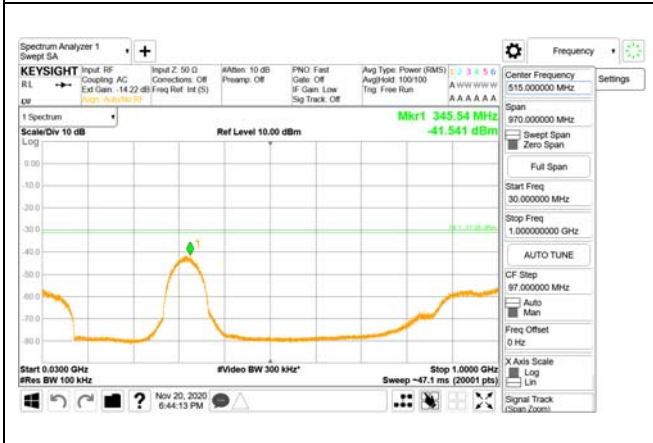 Spectrum Analyzer 1
Swept SA
Frequency
KEYSIGHT
Input: RF
Coupling: AC
Ext Gain: -14.22 dB
Align: Auto/No RF
Input Z: 50 Ω
Corrections: Off
Freq Ref: Int (S)
#Atten: 10 dB
Preamp: Off
PNO: Fast
Gate: Off
IF Gain: Low
Sig Track: Off
Avg Type: Power (RMS)
Avg|Hold: 100/100
Trig: Free Run
1 2 3 4 5 6
A W W W W W
A A A A A A
RL
1 Spectrum
Scale/Div 10 dB
Log
Ref Level 10.00 dBm
Mkr1 345.54 MHz
-41.541 dBm
0.00
-10.0
-20.0
-30.0
-40.0
-50.0
-60.0
-70.0
-80.0
1
Start 0.0300 GHz
#Res BW 100 kHz
#Video BW 300 kHz*
Stop 1.0000 GHz
Sweep ~47.1 ms (20001 pts)
Nov 20, 2020
6:44:13 PM
Center Frequency
515.000000 MHz
Settings
Span
970.000000 MHz
Swept Span
Zero Span
Full Span
Start Freq
30.000000 MHz
Stop Freq
1.000000000 GHz
AUTO TUNE
CF Step
97.000000 MHz
Auto
Man
Freq Offset
0 Hz
X Axis Scale
Log
Lin
Signal Track
(Span Zoom)